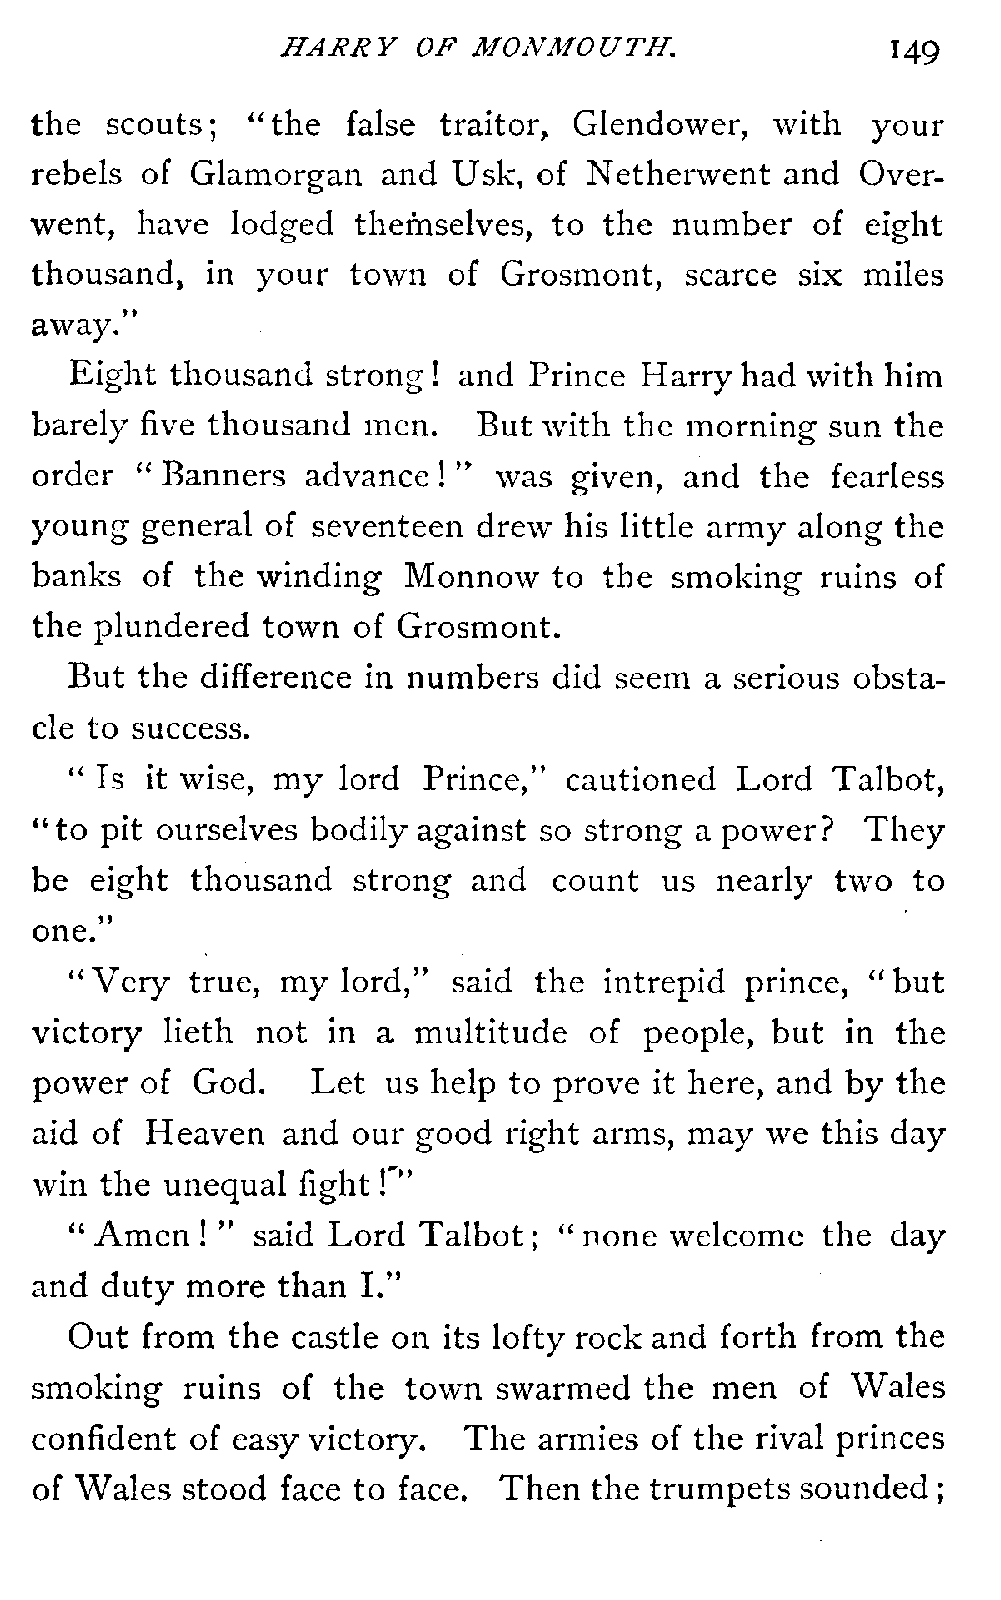 HARRY OF MONMOUTH. 149
the scouts; "the false traitor, Glendower, with your
rebels of Glamorgan and Usk, of Netherwent and Over-
went, have lodged themselves, to the number of eight
thousand, in your town of Grosmont, scarce six miles
away."
Eight thousand strong! and Prince Harry had with him
barely five thousand men. But with the morning sun the
order "Banners advance!" was given, and the fearless
young general of seventeen drew his little army along the
banks of the winding Monnow to the smoking ruins of
the plundered town of Grosmont.
But the difference in numbers did seem a serious obsta-
cle to success.
"Is it wise, my lord Prince," cautioned Lord Talbot,
"to pit ourselves bodily against so strong a power? They
be eight thousand strong and count us nearly two to
one."
"Very true, my lord," said the intrepid prince, "but
victory lieth not in a multitude of people, but in the
power of God. Let us help to prove it here, and by the
aid of Heaven and our good right arms, may we this day
win the unequal fight!"
"Amen!" said Lord Talbot; "none welcome the day
and duty more than I."
Out from the castle on its lofty rock and forth from the
smoking ruins of the town swarmed the men of Wales
confident of easy victory. The armies of the rival princes
of Wales stood face to face. Then the trumpets sounded;